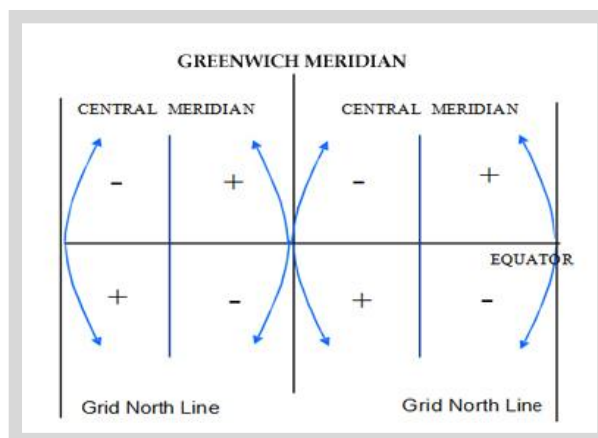 GREENWICH MERIDIAN
CENTRAL MERIDIAN CENTRAL MERIDIAN
- + - +
EQUATOR
+ - + -
Grid North Line Grid North Line